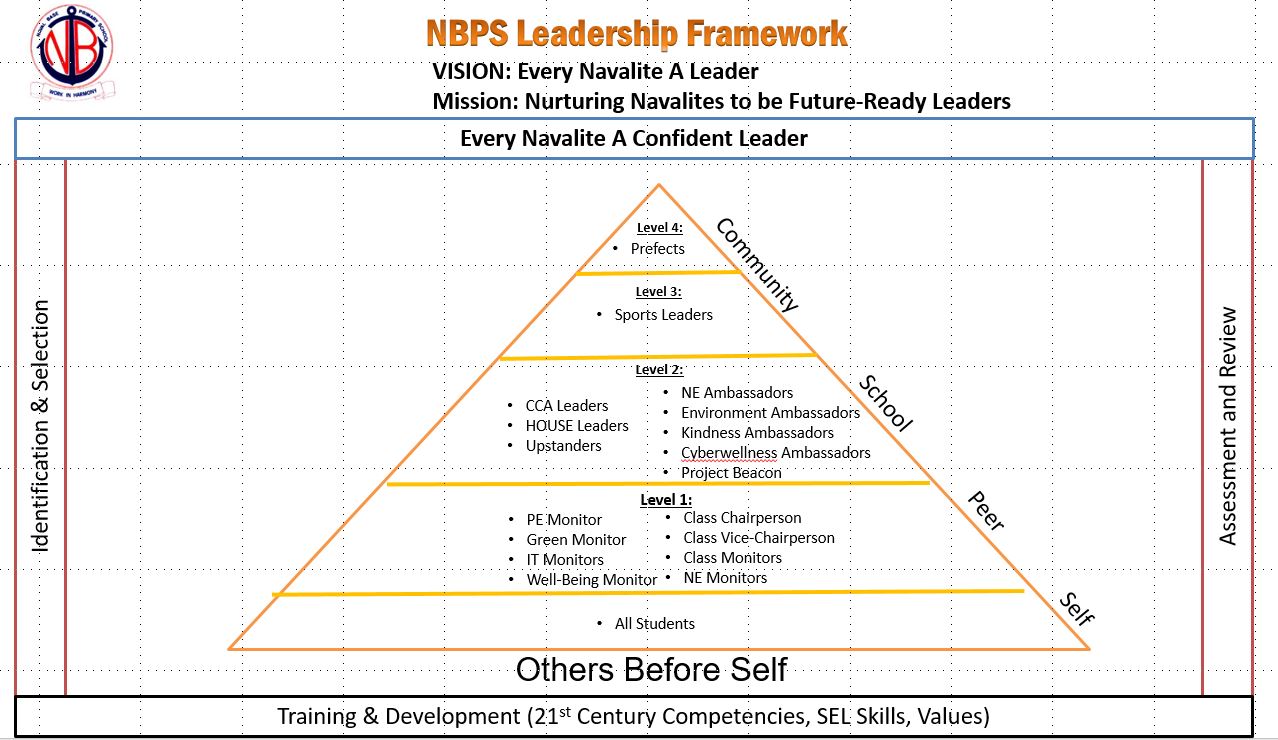 NAVAL BASE PRIMARY SCHOOL
NB
WORK IN HARMONY
NBPS Leadership Framework
VISION: Every Navalite A Leader
Mission: Nurturing Navalites to be Future-Ready Leaders
Every Navalite A Confident Leader
Identification & Selection
Level 4:
• Prefects
Level 3:
• Sports Leaders
Level 2:
• CCA Leaders
• HOUSE Leaders
• Upstanders
• NE Ambassadors
• Environment Ambassadors
• Kindness Ambassadors
• Cyberwellness Ambassadors
• Project Beacon
Level 1:
• PE Monitor
• Green Monitor
• IT Monitors
• Well-Being Monitor
• Class Chairperson
• Class Vice-Chairperson
• Class Monitors
• NE Monitors
• All Students
Community
School
Peer
Self
Assessment and Review
Others Before Self
Training & Development (21st Century Competencies, SEL Skills, Values)